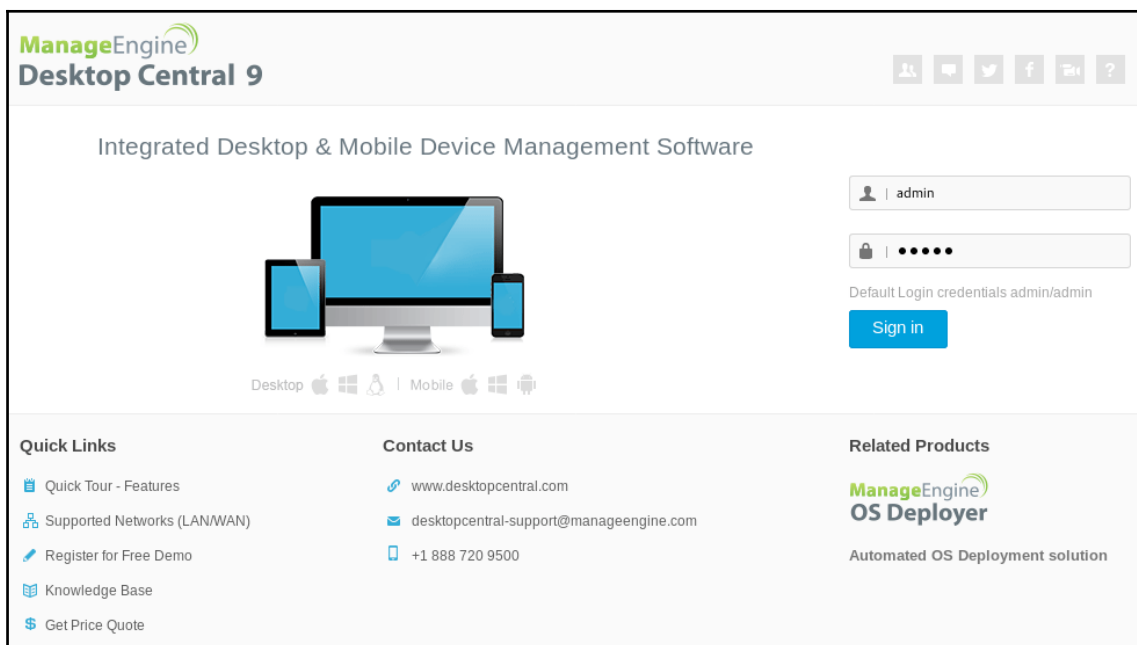 ManageEngine
Desktop Central 9
Integrated Desktop & Mobile Device Management Software
admin
Default Login credentials admin/admin
Sign in
Desktop | Mobile
Quick Links
Quick Tour - Features
Supported Networks (LAN/WAN)
Register for Free Demo
Knowledge Base
Get Price Quote
Contact Us
www.desktopcentral.com
desktopcentral-support@manageengine.com
+1 888 720 9500
Related Products
ManageEngine
OS Deployer
Automated OS Deployment solution